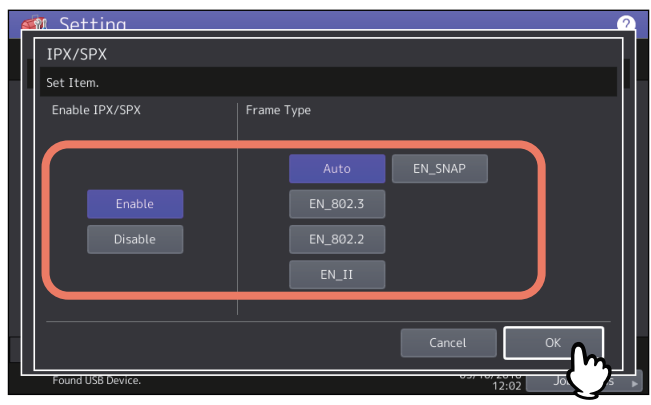 Setting
?
IPX/SPX
Set Item.
Enable IPX/SPX
Frame Type
Auto
EN_SNAP
Enable
EN_802.3
Disable
EN_802.2
EN_II
Cancel
OK
Found USB Device.
12:02